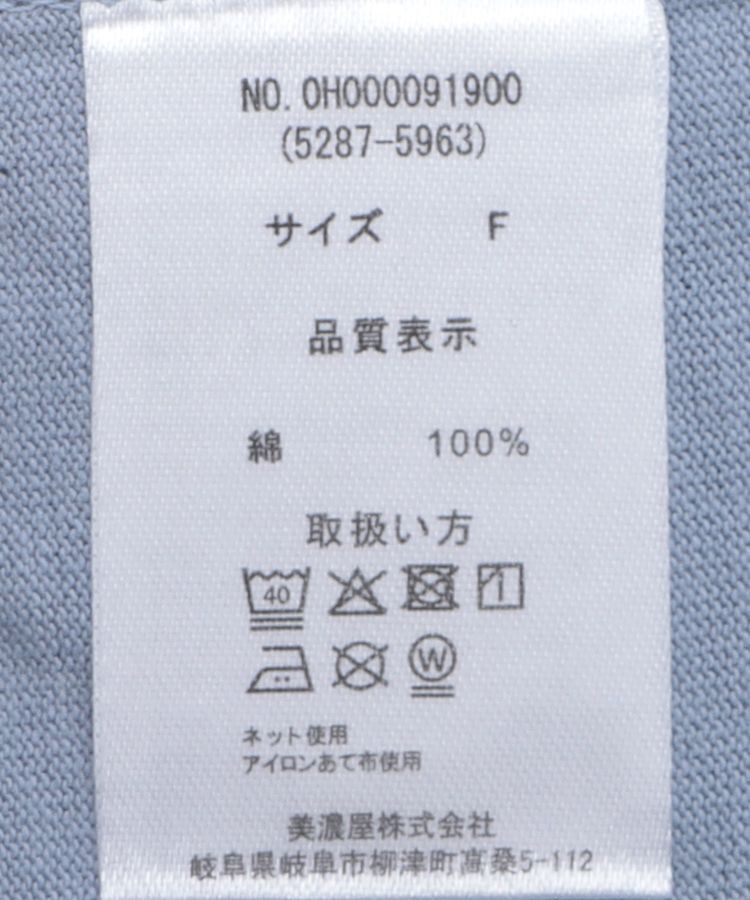 NO. 0H000091900
(5287-5963)
サイズ F
品質表示
綿 100%
取扱い方
40
W
ネット使用
アイロンあて布使用
美濃屋株式会社
岐阜県岐阜市柳津町高桑5-112